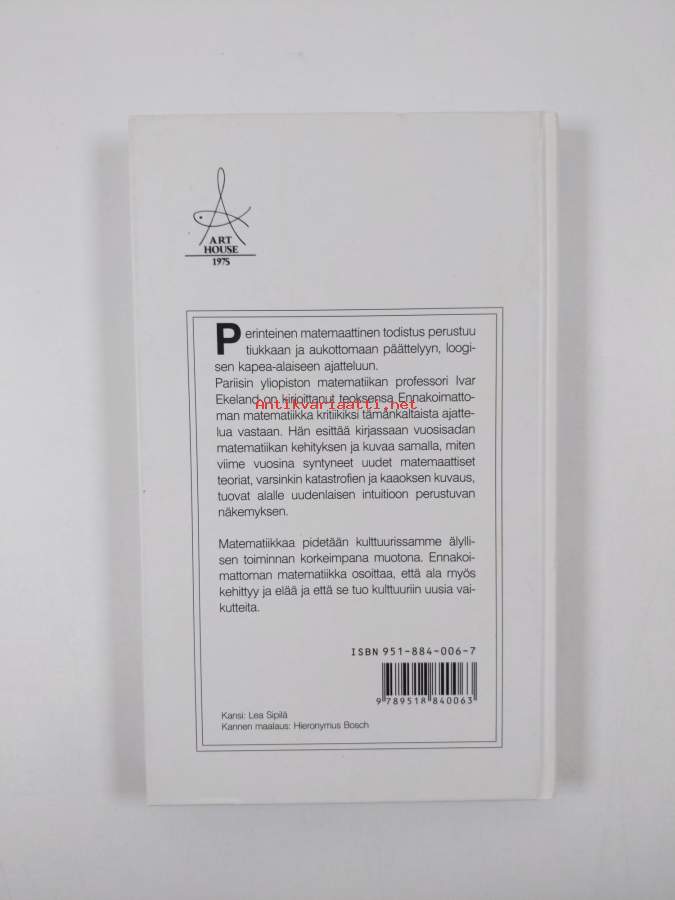 ART
HOUSE
1975
Perinteinen matemaattinen todistus perustuu
tiukkaan ja aukottomaan päättelyyn, loogi-
sen kapea-alaiseen ajatteluun.
Pariisin yliopiston matematiikan professori Ivar
Ekeland on kirjoittanut teoksensa Ennakoimatto-
Antikvariaatti.net
man matematiikka kritiikiksi tämänkaltaista ajatte-
lua vastaan. Hän esittää kirjassaan vuosisadan
matematiikan kehityksen ja kuvaa samalla, miten
viime vuosina syntyneet uudet matemaattiset
teoriat, varsinkin katastrofien ja kaaoksen kuvaus,
tuovat alalle uudenlaisen intuitioon perustuvan
näkemyksen.
Matematiikkaa pidetään kulttuurissamme älylli-
sen toiminnan korkeimpana muotona. Ennakoi-
mattoman matematiikka osoittaa, että ala myös
kehittyy ja elää ja että se tuo kulttuuriin uusia vai-
kutteita.
ISBN 951-884-006-7
9 789518 840063
Kansi: Lea Sipilä
Kannen maalaus: Hieronymus Bosch